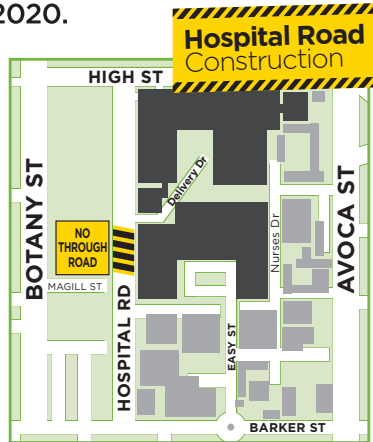 2020.
Hospital Road
Construction
HIGH ST
BOTANY ST
Delivery Dr
AVOCA ST
NO
THROUGH
ROAD
Nurses Dr
MAGILL ST
HOSPITAL RD
EASY ST
BARKER ST